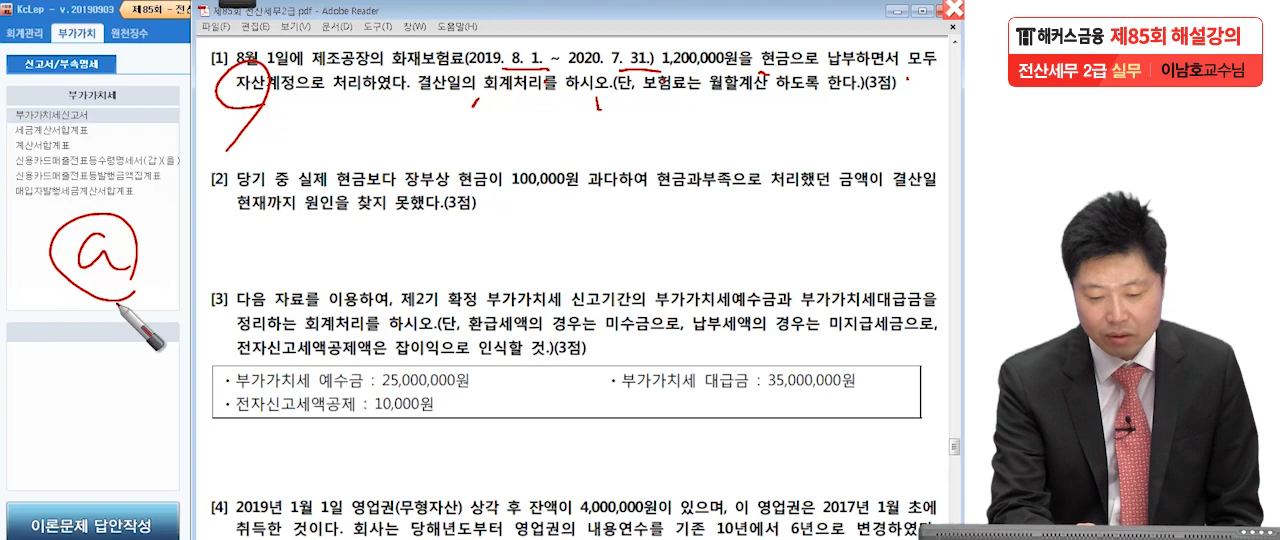 KcLep - v.20190903
제85회 - 전산
제85회 전산세무2급.pdf - Adobe Reader
회계관리 부가가치 원천징수
파일(F) 편집(E) 보기(V) 문서(D) 도구(T) 창(W) 도움말(H)
신고서/부속명세
부가가치세
부가가치세신고서
세금계산서합계표
계산서합계표
신용카드매출전표등수령명세서(갑)(을)
신용카드매출전표등발행금액집계표
매입자발행세금계산서합계표
이론문제 답안작성
[1] 8월 1일에 제조공장의 화재보험료(2019. 8. 1. ~ 2020. 7. 31.) 1,200,000원을 현금으로 납부하면서 모두
자산계정으로 처리하였다. 결산일의 회계처리를 하시오.(단, 보험료는 월할계산 하도록 한다.)(3점)
9
a
[2] 당기 중 실제 현금보다 장부상 현금이 100,000원 과다하여 현금과부족으로 처리했던 금액이 결산일
현재까지 원인을 찾지 못했다.(3점)
[3] 다음 자료를 이용하여, 제2기 확정 부가가치세 신고기간의 부가가치세예수금과 부가가치세대급금을
정리하는 회계처리를 하시오.(단, 환급세액의 경우는 미수금으로, 납부세액의 경우는 미지급세금으로,
전자신고세액공제액은 잡이익으로 인식할 것.)(3점)
・부가가치세 예수금 : 25,000,000원 ・부가가치세 대급금 : 35,000,000원
・전자신고세액공제 : 10,000원
[4] 2019년 1월 1일 영업권(무형자산) 상각 후 잔액이 4,000,000원이 있으며, 이 영업권은 2017년 1월 초에
취득한 것이다. 회사는 당해년도부터 영업권의 내용연수를 기존 10년에서 6년으로 변경하였다.
해커스금융 제85회 해설강의
전산세무 2급 실무 | 이남호교수님